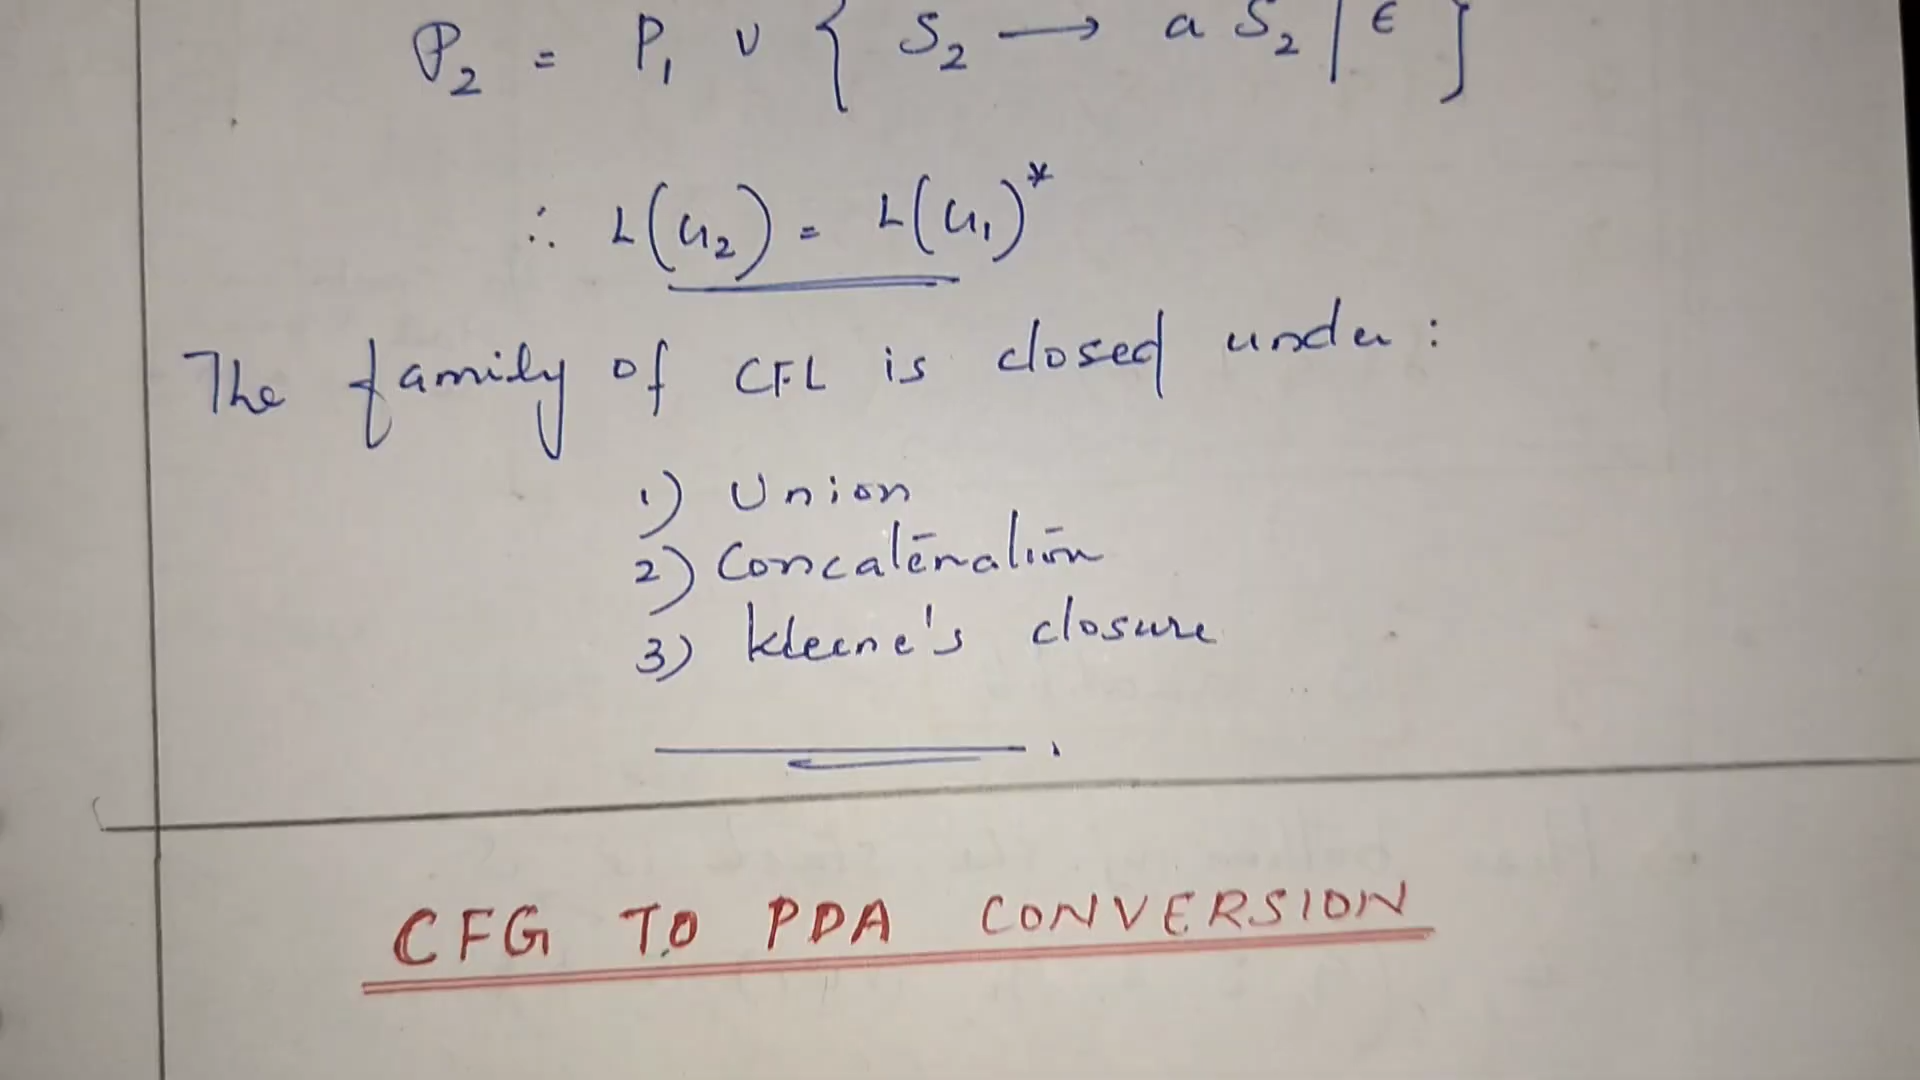 P₂ = P₁ ∪ { S₂ → a S₂ | ϵ }
∴ L(G₂) = L(G₁)*
The family of CFL is closed under :
1) Union
2) Concatenation
3) kleene's closure
CFG TO PDA CONVERSION